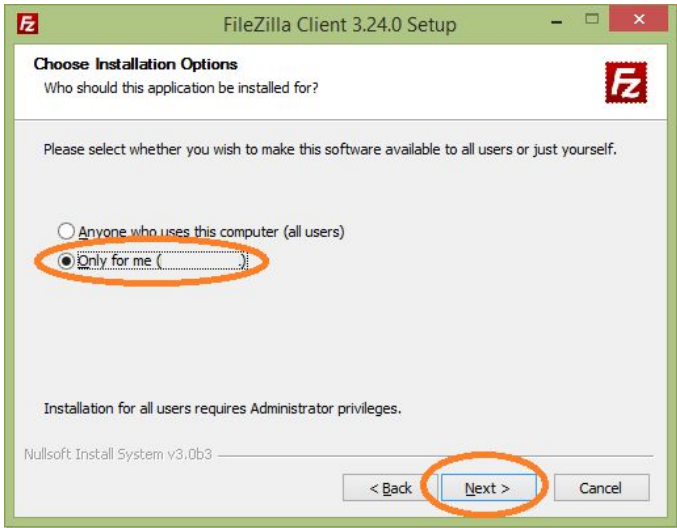 FileZilla Client 3.24.0 Setup
Choose Installation Options
Who should this application be installed for?
Fz
Please select whether you wish to make this software available to all users or just yourself.
Anyone who uses this computer (all users)
Only for me ( )
Installation for all users requires Administrator privileges.
Nullsoft Install System v3.0b3
< Back Next > Cancel